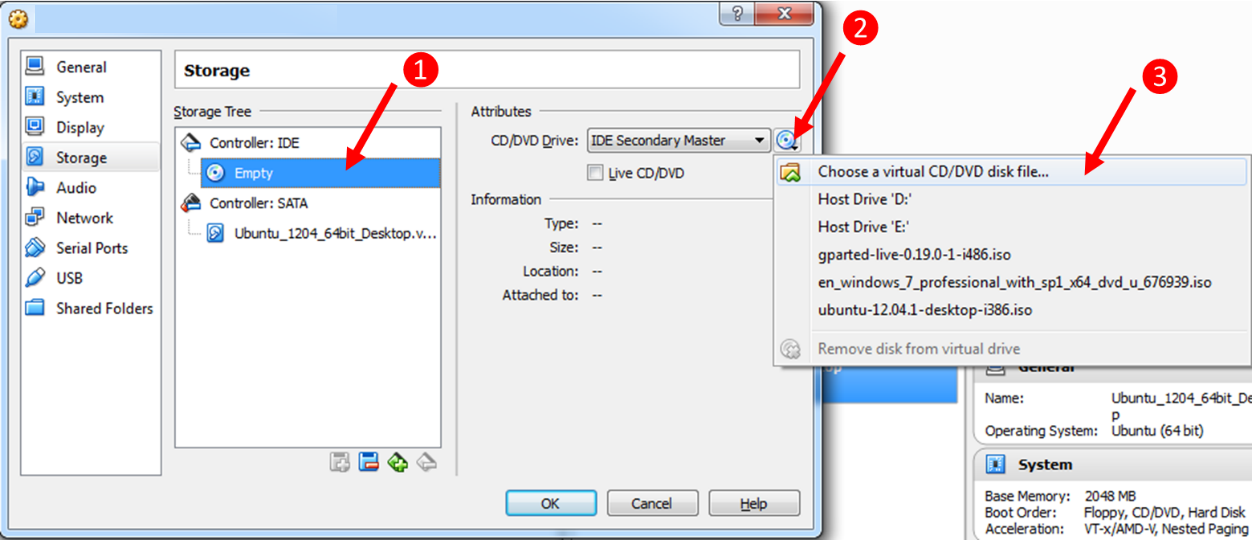 ?
X
General
System
Display
Storage
Audio
Network
Serial Ports
USB
Shared Folders
Storage
1
Storage Tree
Controller: IDE
Empty
Controller: SATA
Ubuntu_1204_64bit_Desktop.v...
Attributes
CD/DVD Drive: IDE Secondary Master
Live CD/DVD
Information
Type: --
Size: --
Location: --
Attached to: --
OK Cancel Help
2
3
Choose a virtual CD/DVD disk file...
Host Drive 'D:'
Host Drive 'E:'
gparted-live-0.19.0-1-i486.iso
en_windows_7_professional_with_sp1_x64_dvd_u_676939.iso
ubuntu-12.04.1-desktop-i386.iso
Remove disk from virtual drive
General
Name: Ubuntu_1204_64bit_De
p
Operating System: Ubuntu (64 bit)
System
Base Memory: 2048 MB
Boot Order: Floppy, CD/DVD, Hard Disk
Acceleration: VT-x/AMD-V, Nested Paging